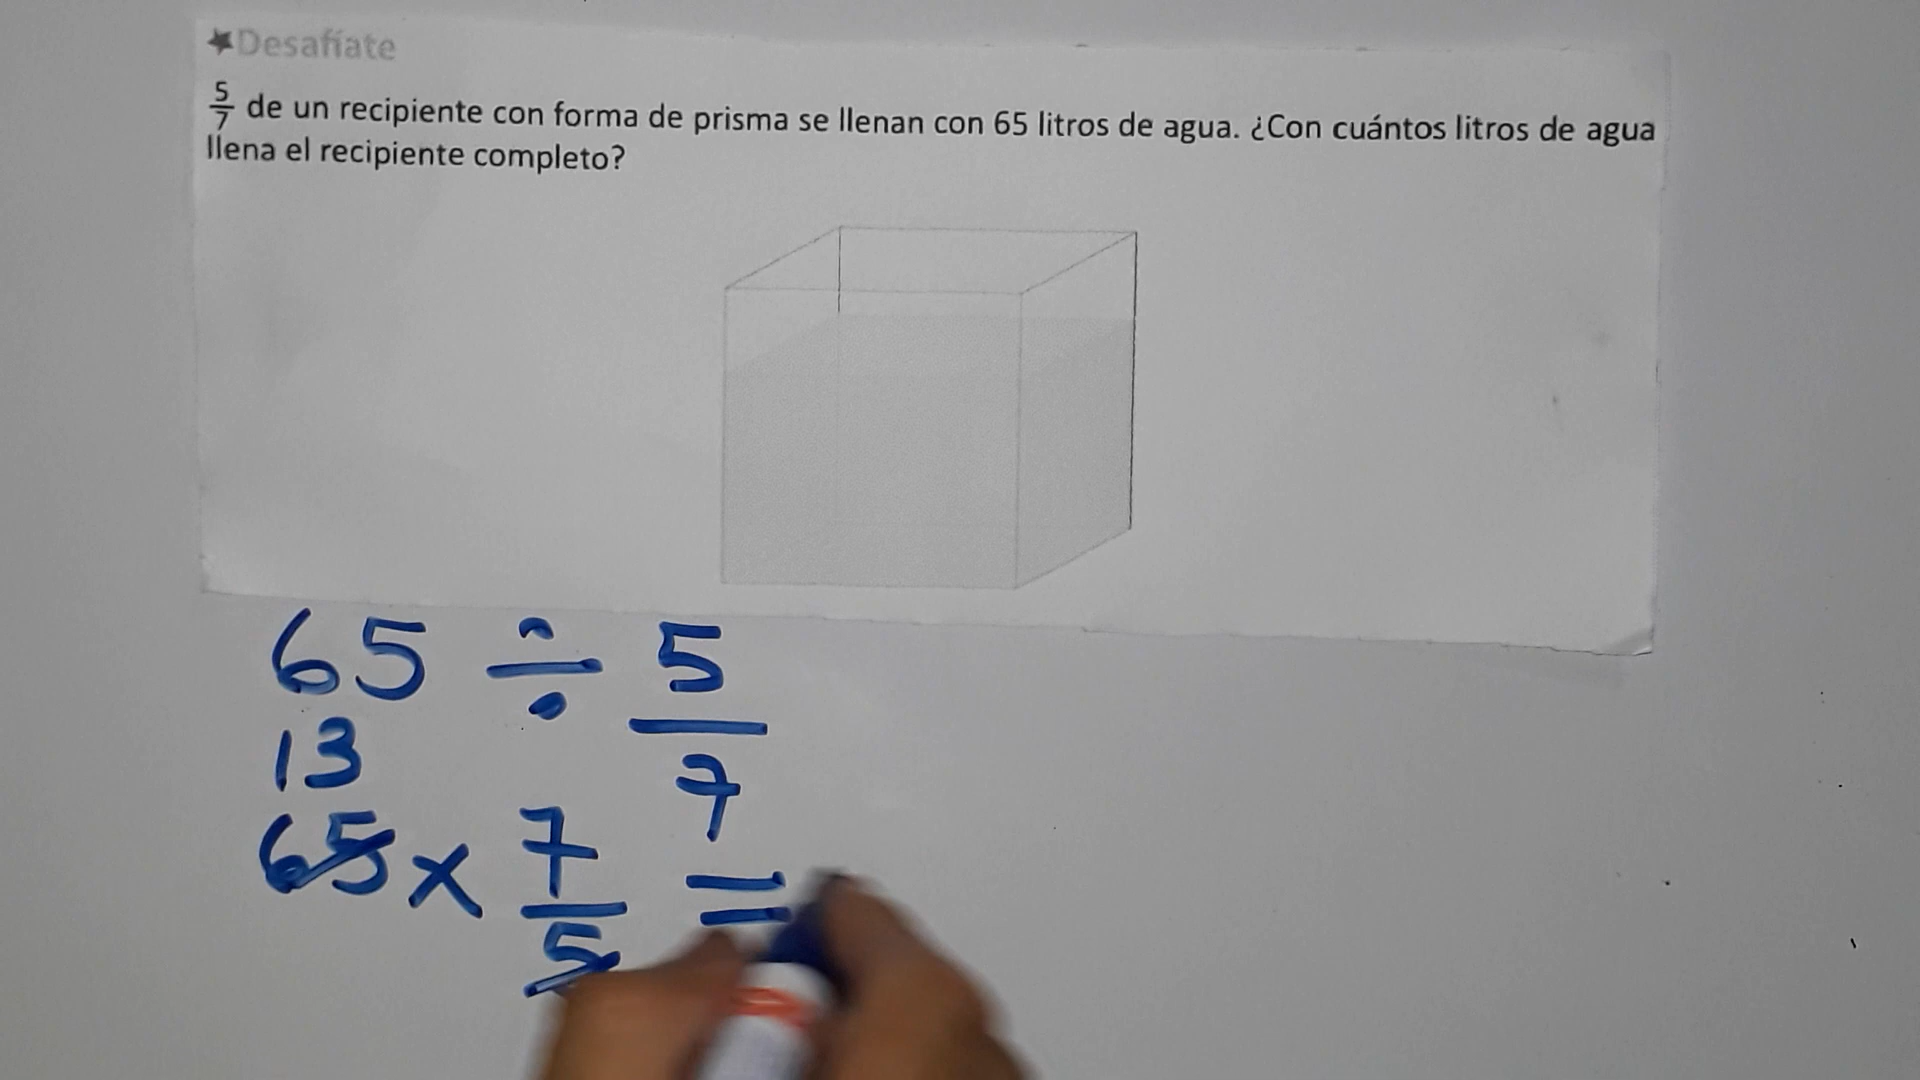 ★Desafíate
5/7 de un recipiente con forma de prisma se llenan con 65 litros de agua. ¿Con cuántos litros de agua
llena el recipiente completo?
65 ÷ 5/7
13
65 x 7/5 =